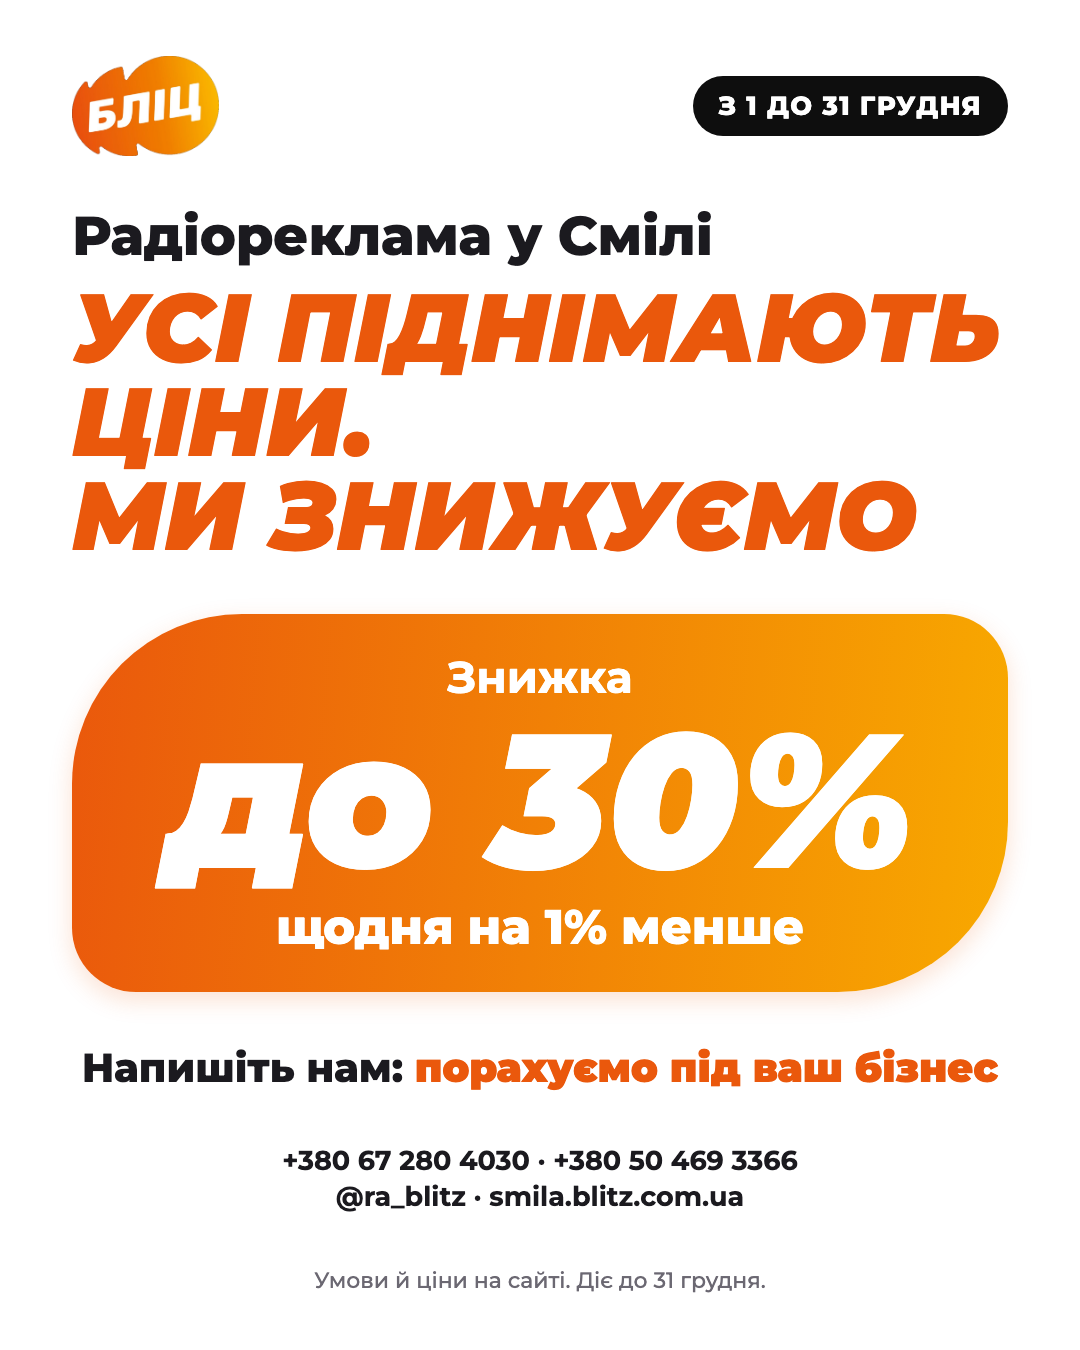 БЛІЦ
З 1 ДО 31 ГРУДНЯ
Радіореклама у Смілі
УСІ ПІДНІМАЮТЬ
ЦІНИ.
МИ ЗНИЖУЄМО
Знижка
до 30%
щодня на 1% менше
Напишіть нам: порахуємо під ваш бізнес
+380 67 280 4030 · +380 50 469 3366
@ra_blitz · smila.blitz.com.ua
Умови й ціни на сайті. Діє до 31 грудня.